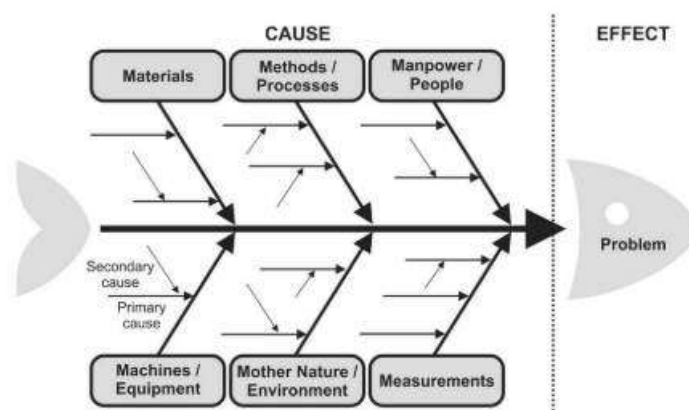 CAUSE
EFFECT
Materials
Methods /
Processes
Manpower /
People
Problem
Secondary
cause
Primary
cause
Machines /
Equipment
Mother Nature /
Environment
Measurements